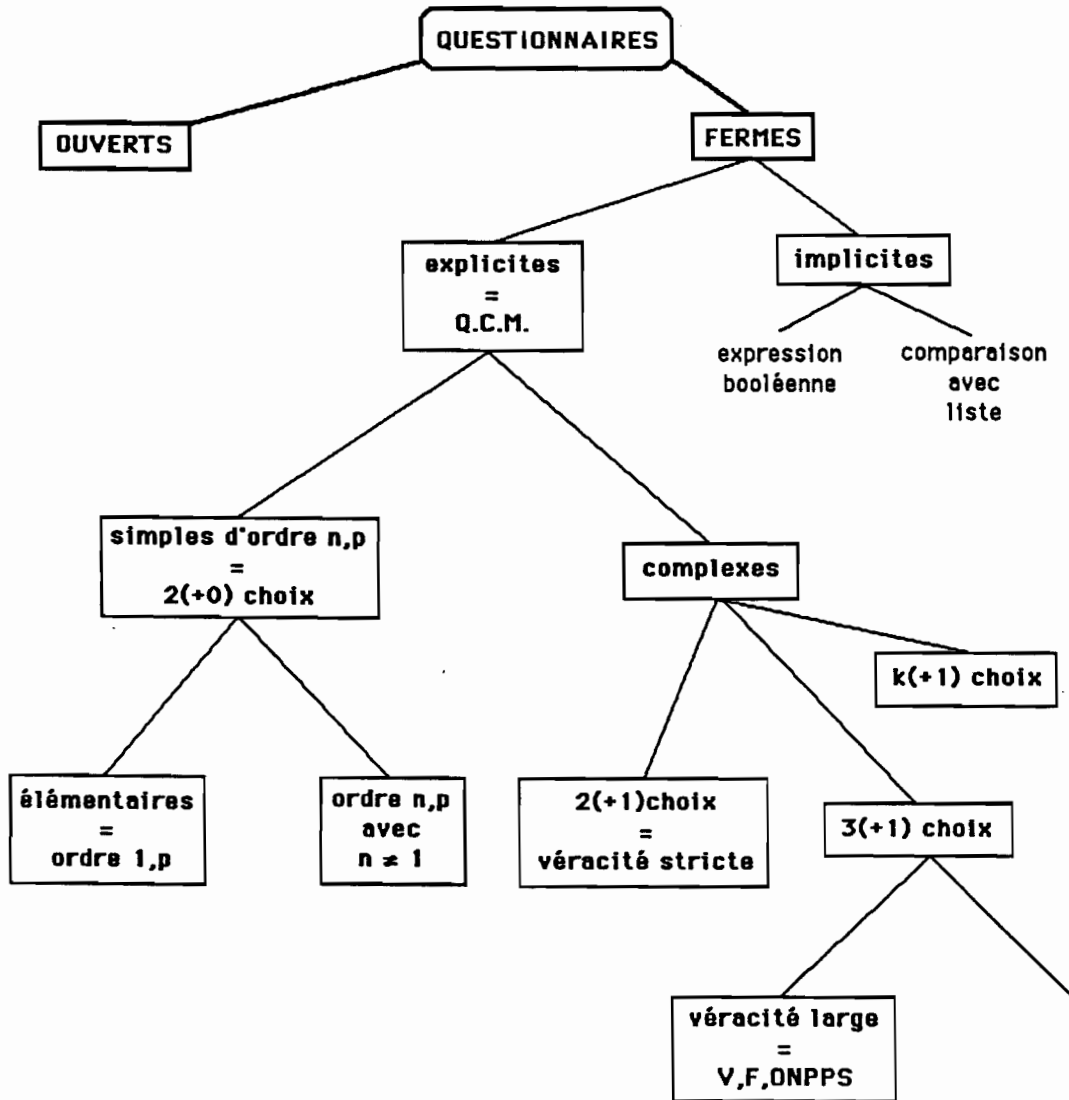 QUESTIONNAIRES
OUVERTS
FERMES
explicites
=
Q.C.M.
implicites
expression
booléenne
comparaison
avec
liste
simples d'ordre n,p
=
2(+0) choix
complexes
k(+1) choix
élémentaires
=
ordre 1,p
ordre n,p
avec
n ≠ 1
2(+1)choix
=
véracité stricte
3(+1) choix
véracité large
=
V,F,ONPPS